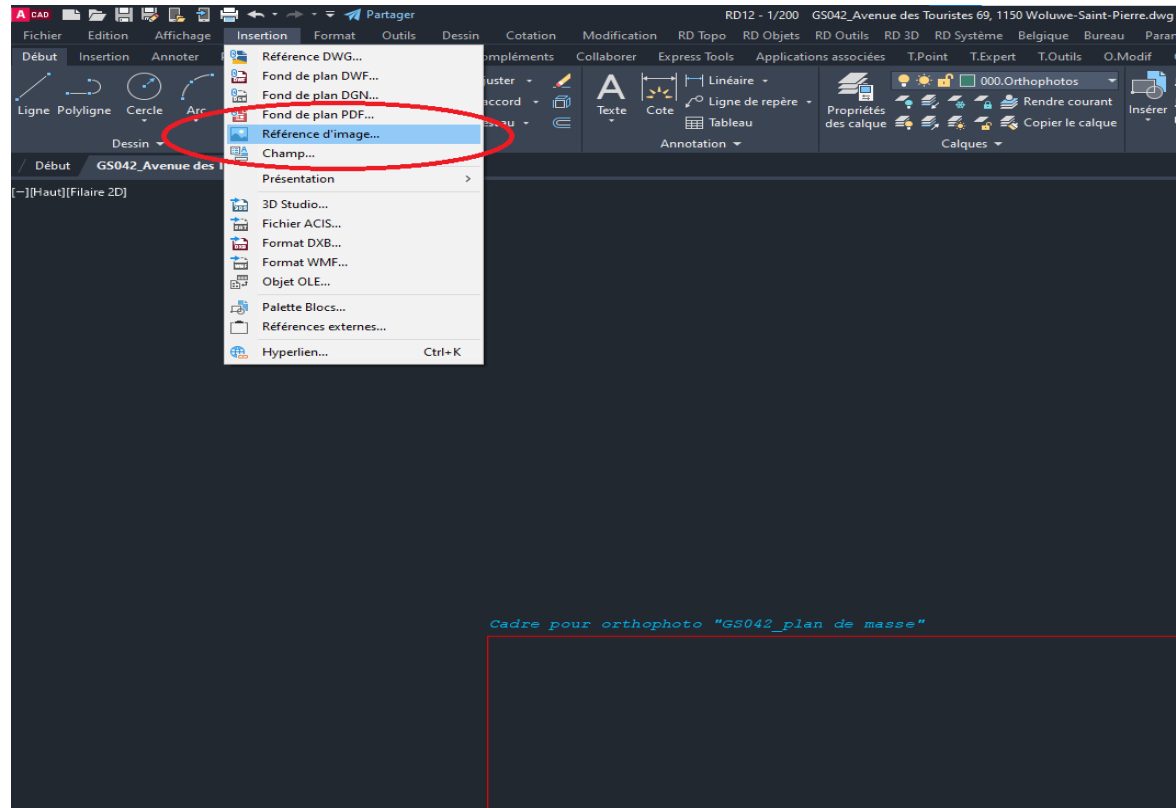 A CAD Partager RD12 - 1/200 GS042_Avenue des Touristes 69, 1150 Woluwe-Saint-Pierre.dwg
Fichier Edition Affichage Insertion Format Outils Dessin Cotation Modification RD Topo RD Objets RD Outils RD 3D RD Système Belgique Bureau Paran
Début Insertion Annoter mpléments Collaborer Express Tools Applications associées T.Point T.Expert T.Outils O.Modif
Ligne Polyligne Cercle Arc
Dessin
Référence DWG...
Fond de plan DWF...
Fond de plan DGN...
Fond de plan PDF...
Référence d'image...
Champ...
Présentation >
3D Studio...
Fichier ACIS...
Format DXB...
Format WMF...
Objet OLE...
Palette Blocs...
Références externes...
Hyperlien... Ctrl+K
juster
accord
éseau
Texte Cote
Linéaire
Ligne de repère
Tableau
Annotation
Propriétés
des calque
000.Orthophotos
Rendre courant
Copier le calque
Calques
Insérer
Début GS042_Avenue des
[−][Haut][Filaire 2D]
Cadre pour orthophoto "GS042_plan de masse"